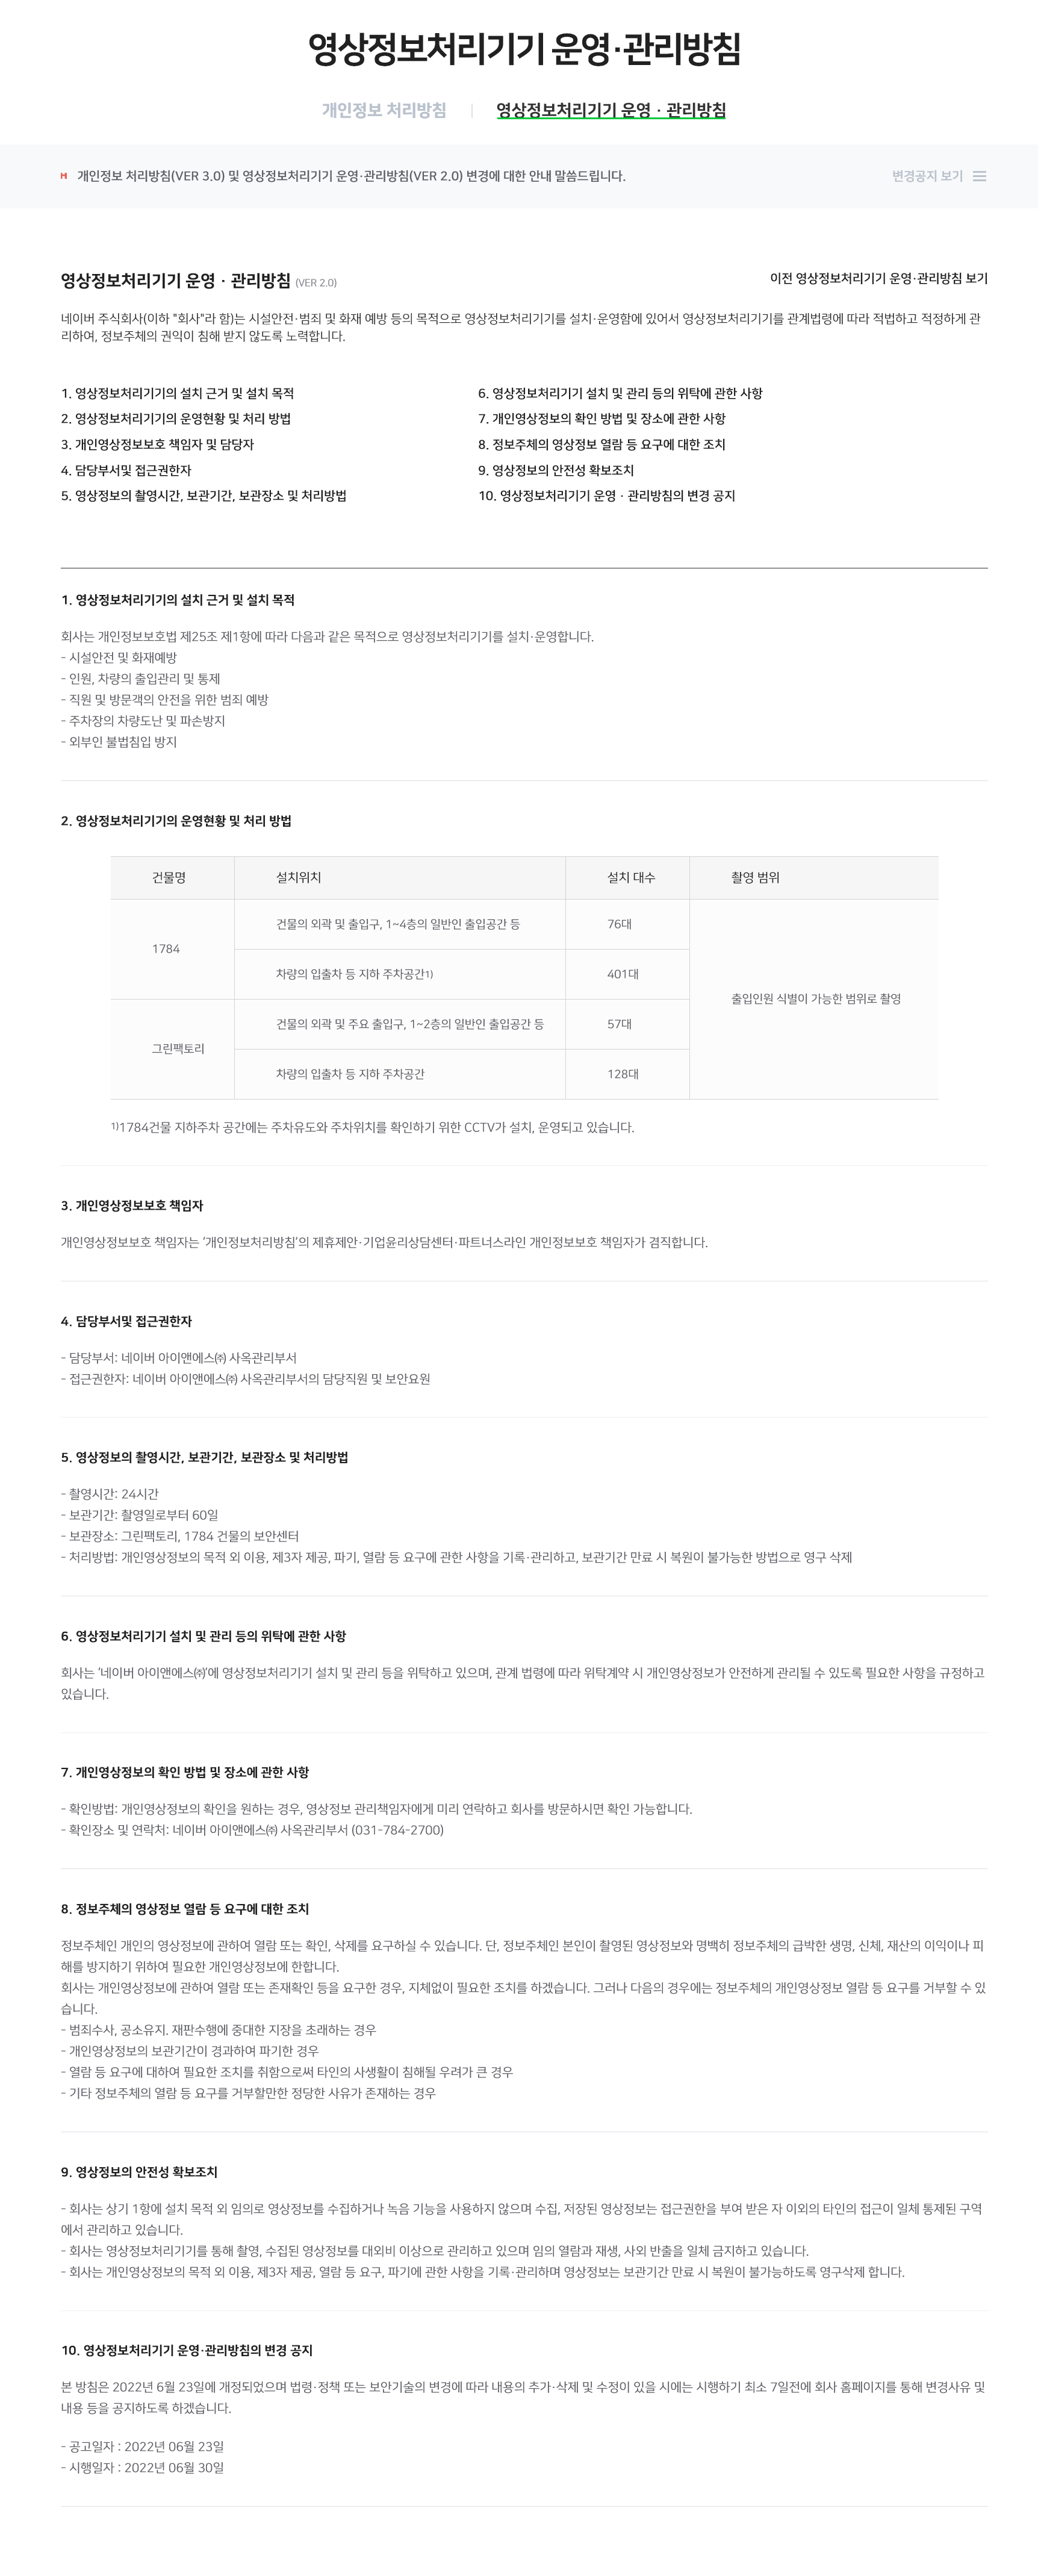 영상정보처리기기 운영·관리방침
개인정보 처리방침 | 영상정보처리기기 운영 · 관리방침
개인정보 처리방침(VER 3.0) 및 영상정보처리기기 운영·관리방침(VER 2.0) 변경에 대한 안내 말씀드립니다.
변경공지 보기
영상정보처리기기 운영 · 관리방침 (VER 2.0)
이전 영상정보처리기기 운영·관리방침 보기
네이버 주식회사(이하 "회사"라 함)는 시설안전·범죄 및 화재 예방 등의 목적으로 영상정보처리기기를 설치·운영함에 있어서 영상정보처리기기를 관계법령에 따라 적법하고 적정하게 관
리하여, 정보주체의 권익이 침해 받지 않도록 노력합니다.
1. 영상정보처리기기의 설치 근거 및 설치 목적
2. 영상정보처리기기의 운영현황 및 처리 방법
3. 개인영상정보보호 책임자 및 담당자
4. 담당부서및 접근권한자
5. 영상정보의 촬영시간, 보관기간, 보관장소 및 처리방법
6. 영상정보처리기기 설치 및 관리 등의 위탁에 관한 사항
7. 개인영상정보의 확인 방법 및 장소에 관한 사항
8. 정보주체의 영상정보 열람 등 요구에 대한 조치
9. 영상정보의 안전성 확보조치
10. 영상정보처리기기 운영 · 관리방침의 변경 공지
1. 영상정보처리기기의 설치 근거 및 설치 목적
회사는 개인정보보호법 제25조 제1항에 따라 다음과 같은 목적으로 영상정보처리기기를 설치·운영합니다.
- 시설안전 및 화재예방
- 인원, 차량의 출입관리 및 통제
- 직원 및 방문객의 안전을 위한 범죄 예방
- 주차장의 차량도난 및 파손방지
- 외부인 불법침입 방지
2. 영상정보처리기기의 운영현황 및 처리 방법
건물명 설치위치 설치 대수 촬영 범위
1784
건물의 외곽 및 출입구, 1~4층의 일반인 출입공간 등 76대
차량의 입출차 등 지하 주차공간1) 401대
출입인원 식별이 가능한 범위로 촬영
그린팩토리
건물의 외곽 및 주요 출입구, 1~2층의 일반인 출입공간 등 57대
차량의 입출차 등 지하 주차공간 128대
1)1784건물 지하주차 공간에는 주차유도와 주차위치를 확인하기 위한 CCTV가 설치, 운영되고 있습니다.
3. 개인영상정보보호 책임자
개인영상정보보호 책임자는 '개인정보처리방침'의 제휴제안·기업윤리상담센터·파트너스라인 개인정보보호 책임자가 겸직합니다.
4. 담당부서및 접근권한자
- 담당부서: 네이버 아이앤에스㈜ 사옥관리부서
- 접근권한자: 네이버 아이앤에스㈜ 사옥관리부서의 담당직원 및 보안요원
5. 영상정보의 촬영시간, 보관기간, 보관장소 및 처리방법
- 촬영시간: 24시간
- 보관기간: 촬영일로부터 60일
- 보관장소: 그린팩토리, 1784 건물의 보안센터
- 처리방법: 개인영상정보의 목적 외 이용, 제3자 제공, 파기, 열람 등 요구에 관한 사항을 기록·관리하고, 보관기간 만료 시 복원이 불가능한 방법으로 영구 삭제
6. 영상정보처리기기 설치 및 관리 등의 위탁에 관한 사항
회사는 '네이버 아이앤에스㈜'에 영상정보처리기기 설치 및 관리 등을 위탁하고 있으며, 관계 법령에 따라 위탁계약 시 개인영상정보가 안전하게 관리될 수 있도록 필요한 사항을 규정하고
있습니다.
7. 개인영상정보의 확인 방법 및 장소에 관한 사항
- 확인방법: 개인영상정보의 확인을 원하는 경우, 영상정보 관리책임자에게 미리 연락하고 회사를 방문하시면 확인 가능합니다.
- 확인장소 및 연락처: 네이버 아이앤에스㈜ 사옥관리부서 (031-784-2700)
8. 정보주체의 영상정보 열람 등 요구에 대한 조치
정보주체인 개인의 영상정보에 관하여 열람 또는 확인, 삭제를 요구하실 수 있습니다. 단, 정보주체인 본인이 촬영된 영상정보와 명백히 정보주체의 급박한 생명, 신체, 재산의 이익이나 피
해를 방지하기 위하여 필요한 개인영상정보에 한합니다.
회사는 개인영상정보에 관하여 열람 또는 존재확인 등을 요구한 경우, 지체없이 필요한 조치를 하겠습니다. 그러나 다음의 경우에는 정보주체의 개인영상정보 열람 등 요구를 거부할 수 있
습니다.
- 범죄수사, 공소유지. 재판수행에 중대한 지장을 초래하는 경우
- 개인영상정보의 보관기간이 경과하여 파기한 경우
- 열람 등 요구에 대하여 필요한 조치를 취함으로써 타인의 사생활이 침해될 우려가 큰 경우
- 기타 정보주체의 열람 등 요구를 거부할만한 정당한 사유가 존재하는 경우
9. 영상정보의 안전성 확보조치
- 회사는 상기 1항에 설치 목적 외 임의로 영상정보를 수집하거나 녹음 기능을 사용하지 않으며 수집, 저장된 영상정보는 접근권한을 부여 받은 자 이외의 타인의 접근이 일체 통제된 구역
에서 관리하고 있습니다.
- 회사는 영상정보처리기기를 통해 촬영, 수집된 영상정보를 대외비 이상으로 관리하고 있으며 임의 열람과 재생, 사외 반출을 일체 금지하고 있습니다.
- 회사는 개인영상정보의 목적 외 이용, 제3자 제공, 열람 등 요구, 파기에 관한 사항을 기록·관리하며 영상정보는 보관기간 만료 시 복원이 불가능하도록 영구삭제 합니다.
10. 영상정보처리기기 운영·관리방침의 변경 공지
본 방침은 2022년 6월 23일에 개정되었으며 법령·정책 또는 보안기술의 변경에 따라 내용의 추가·삭제 및 수정이 있을 시에는 시행하기 최소 7일전에 회사 홈페이지를 통해 변경사유 및
내용 등을 공지하도록 하겠습니다.
- 공고일자 : 2022년 06월 23일
- 시행일자 : 2022년 06월 30일